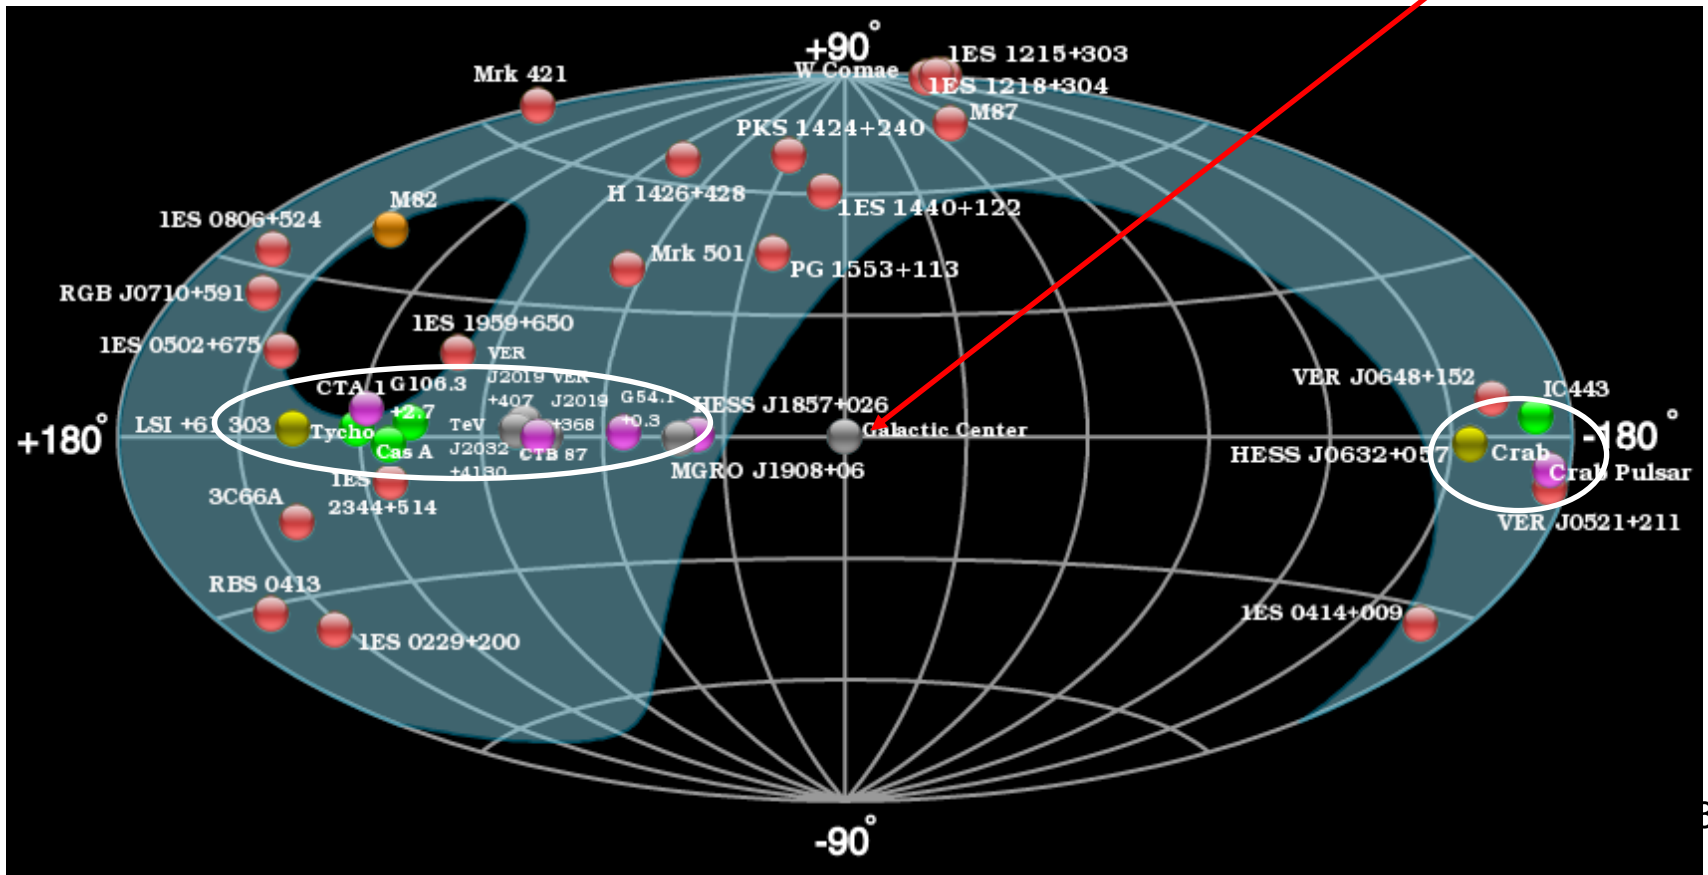 +90°
1ES 1215+303
W Comae
Mrk 421
1ES 1218+304
M87
PKS 1424+240
H 1426+428
M82
1ES 1440+122
1ES 0806+524
Mrk 501
PG 1553+113
RGB J0710+591
1ES 1959+650
1ES 0502+675
VER
J2019
+407
VER
J2019
+368
VER J0648+152
IC443
CTA 1
G106.3
+2.7
G54.1
+0.3
HESS J1857+026
LSI +61 303
Tycho
TeV
J2032
+4130
+180°
Galactic Center
-180°
Cas A
CTB 87
HESS J0632+057
Crab
MGRO J1908+06
Crab Pulsar
1ES
2344+514
3C66A
VER J0521+211
RBS 0413
1ES 0414+009
1ES 0229+200
-90°